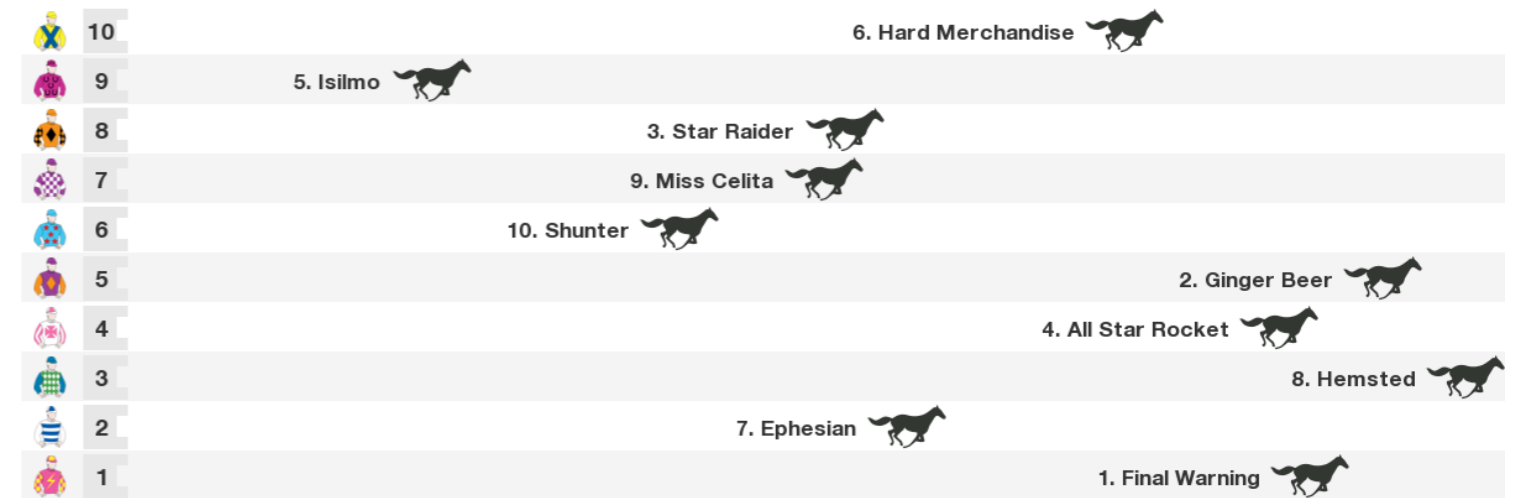 10 6. Hard Merchandise
9 5. Isilmo
8 3. Star Raider
7 9. Miss Celita
6 10. Shunter
5 2. Ginger Beer
4 4. All Star Rocket
3 8. Hemsted
2 7. Ephesian
1 1. Final Warning